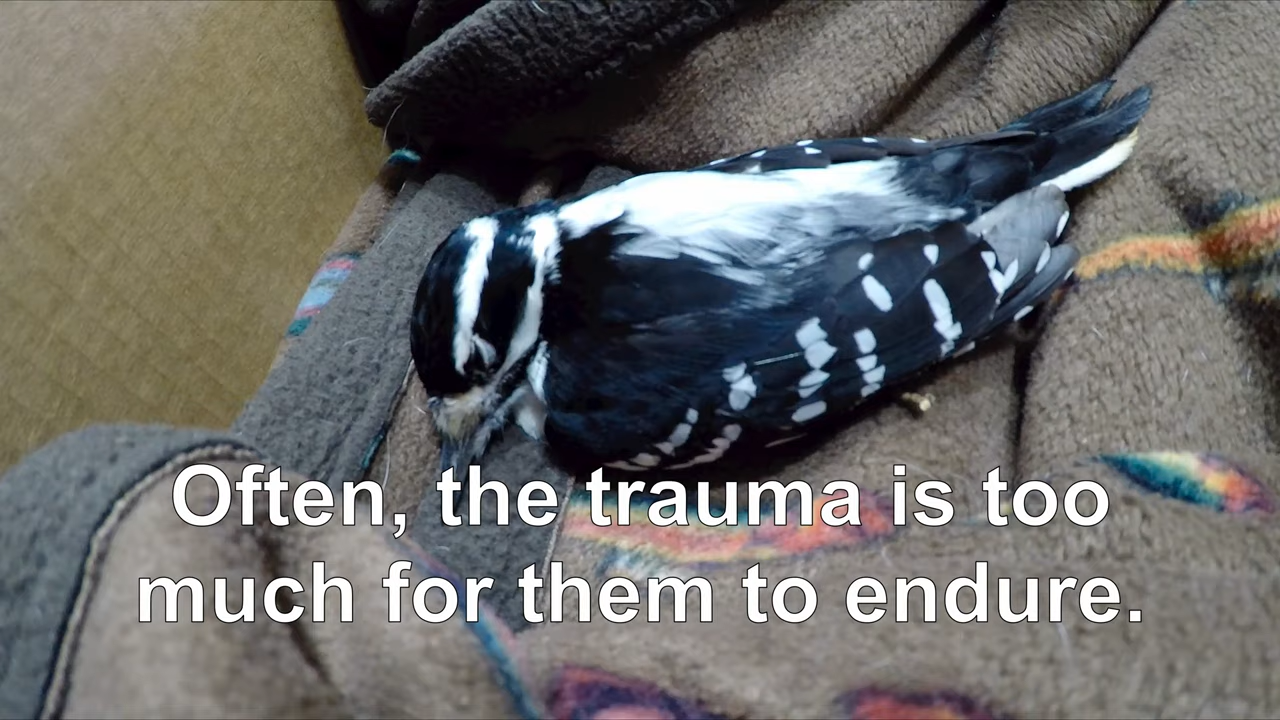 Often, the trauma is too
much for them to endure.